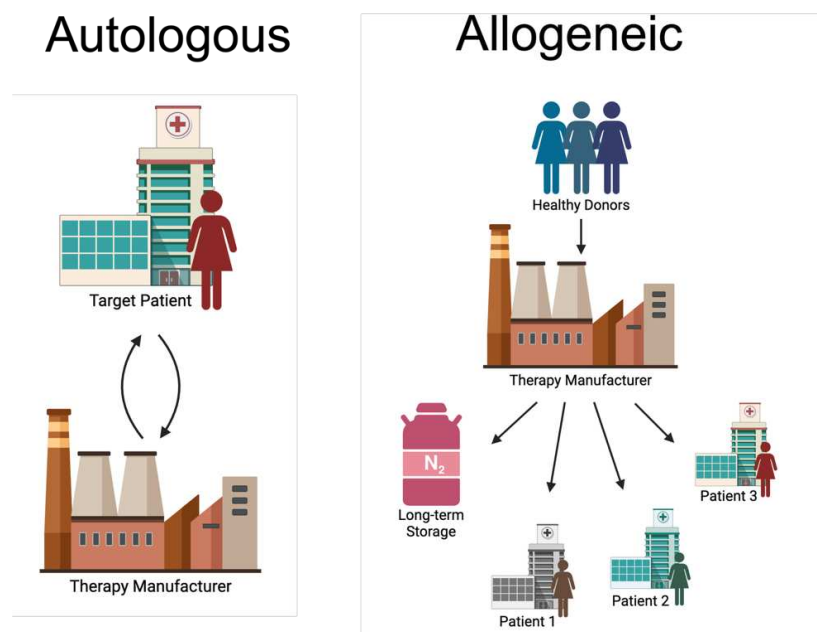 Autologous
Target Patient
Therapy Manufacturer
Allogeneic
Healthy Donors
Therapy Manufacturer
N₂
Long-term
Storage
Patient 1
Patient 2
Patient 3